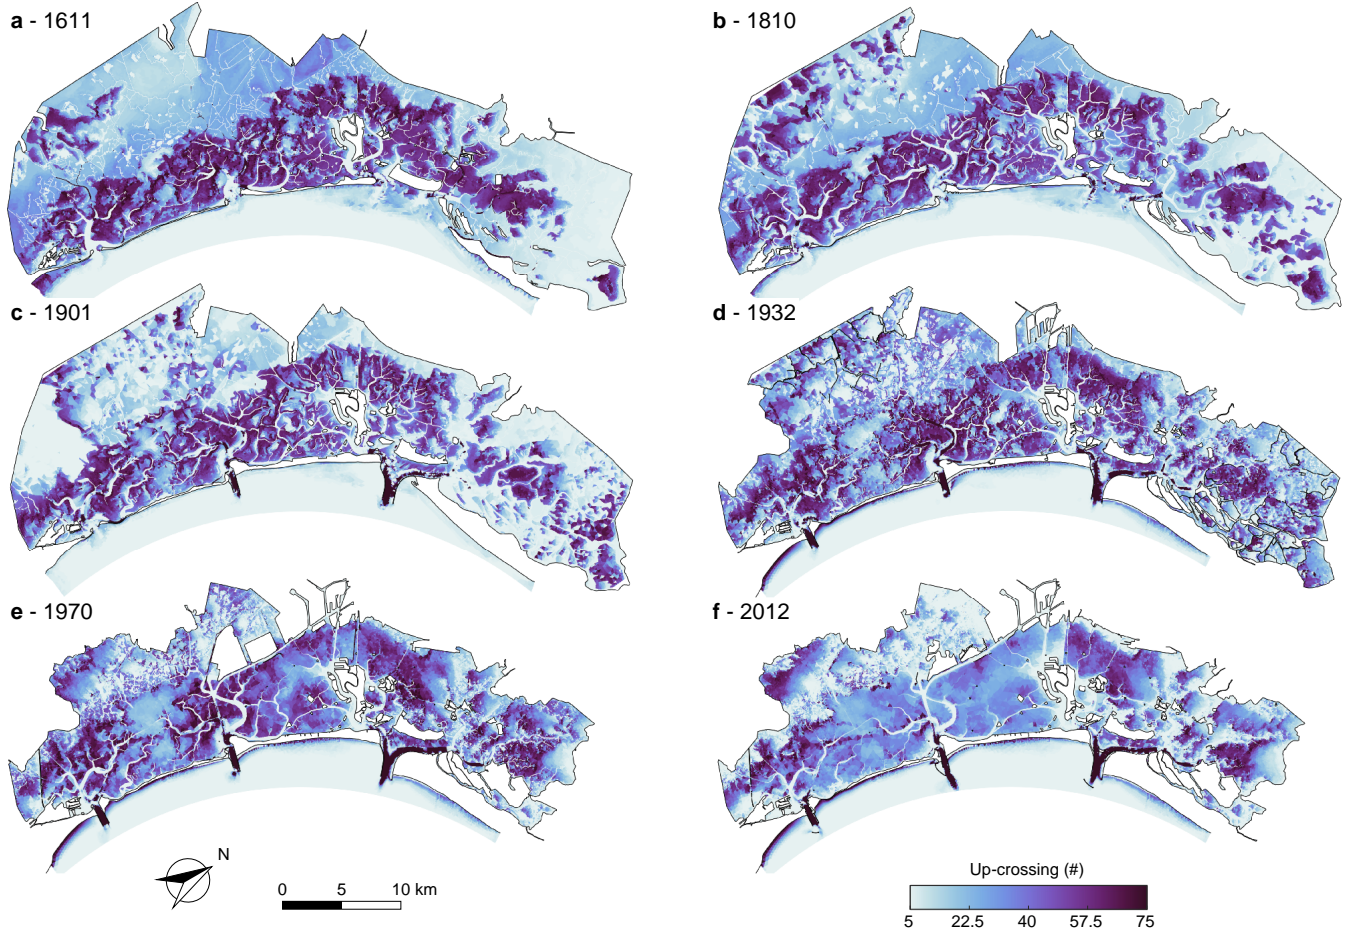 a - 1611
b - 1810
c - 1901
d - 1932
e - 1970
f - 2012
N
0 5 10 km
Up-crossing (#)
5 22.5 40 57.5 75